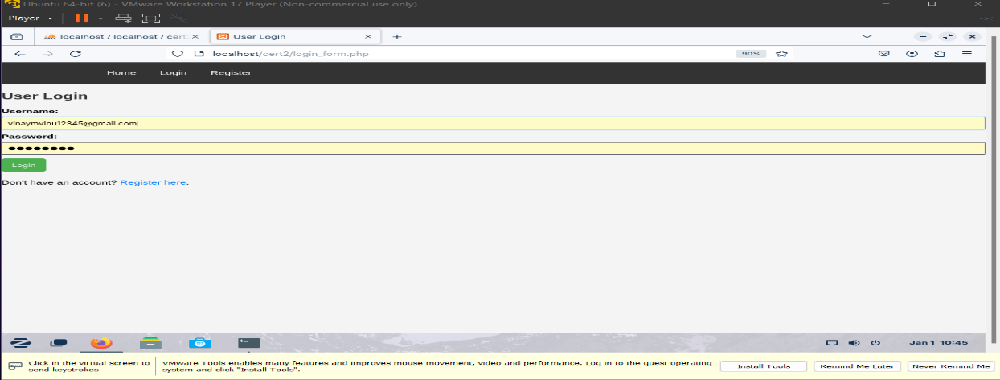 Ubuntu 64-bit (6) - VMware Workstation 17 Player (Non-commercial use only)
Player
localhost / localhost / cert
User Login
localhost/cert2/login_form.php
90%
Home Login Register
User Login
Username:
vinaymvinu12345@gmail.com
Password:
Login
Don't have an account? Register here.
Jan 1 10:45
Click in the virtual screen to
send keystrokes
VMware Tools enables many features and improves mouse movement, video and performance. Log in to the guest operating
system and click "Install Tools".
Install Tools
Remind Me Later
Never Remind Me